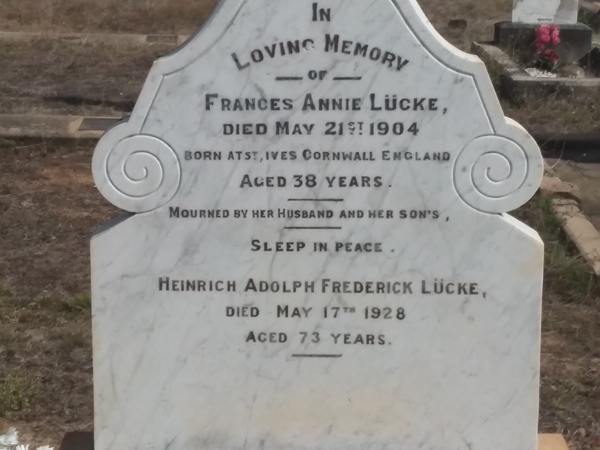 In
Loving Memory
of
Frances Annie Lücke,
died May 21st 1904
born at St, Ives Cornwall England
Aged 38 years.
Mourned by her Husband and her son's,
Sleep in peace.
Heinrich Adolph Frederick Lücke,
died May 17th 1928
Aged 73 years.